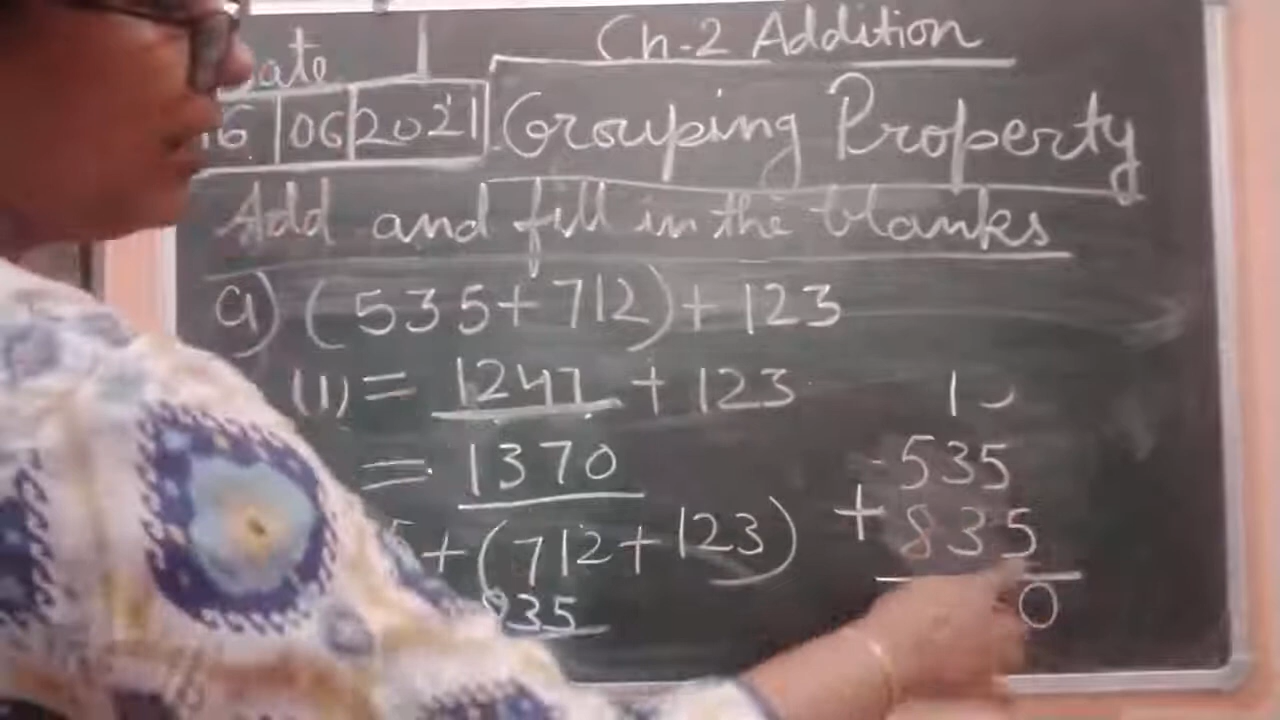 Ch-2 Addition
Date
16 06 2021 Grouping Property
Add and fill in the blanks
a) (535+712)+123
(i) = 1247 + 123
= 1370
+(712+123)
835
1
535
+ 835
0